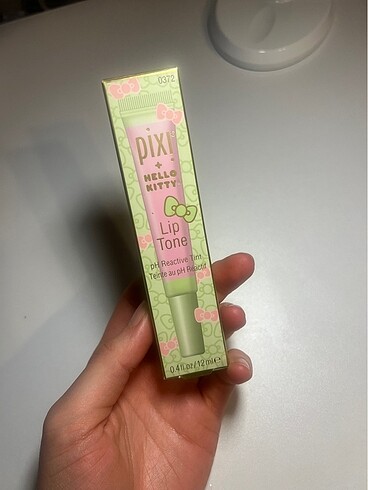 0372
pixi
+
HELLO
KITTY
Lip
Tone
pH Reactive Tint
Teinte au pH Réactif
0.4 fl.oz/12 ml ℮